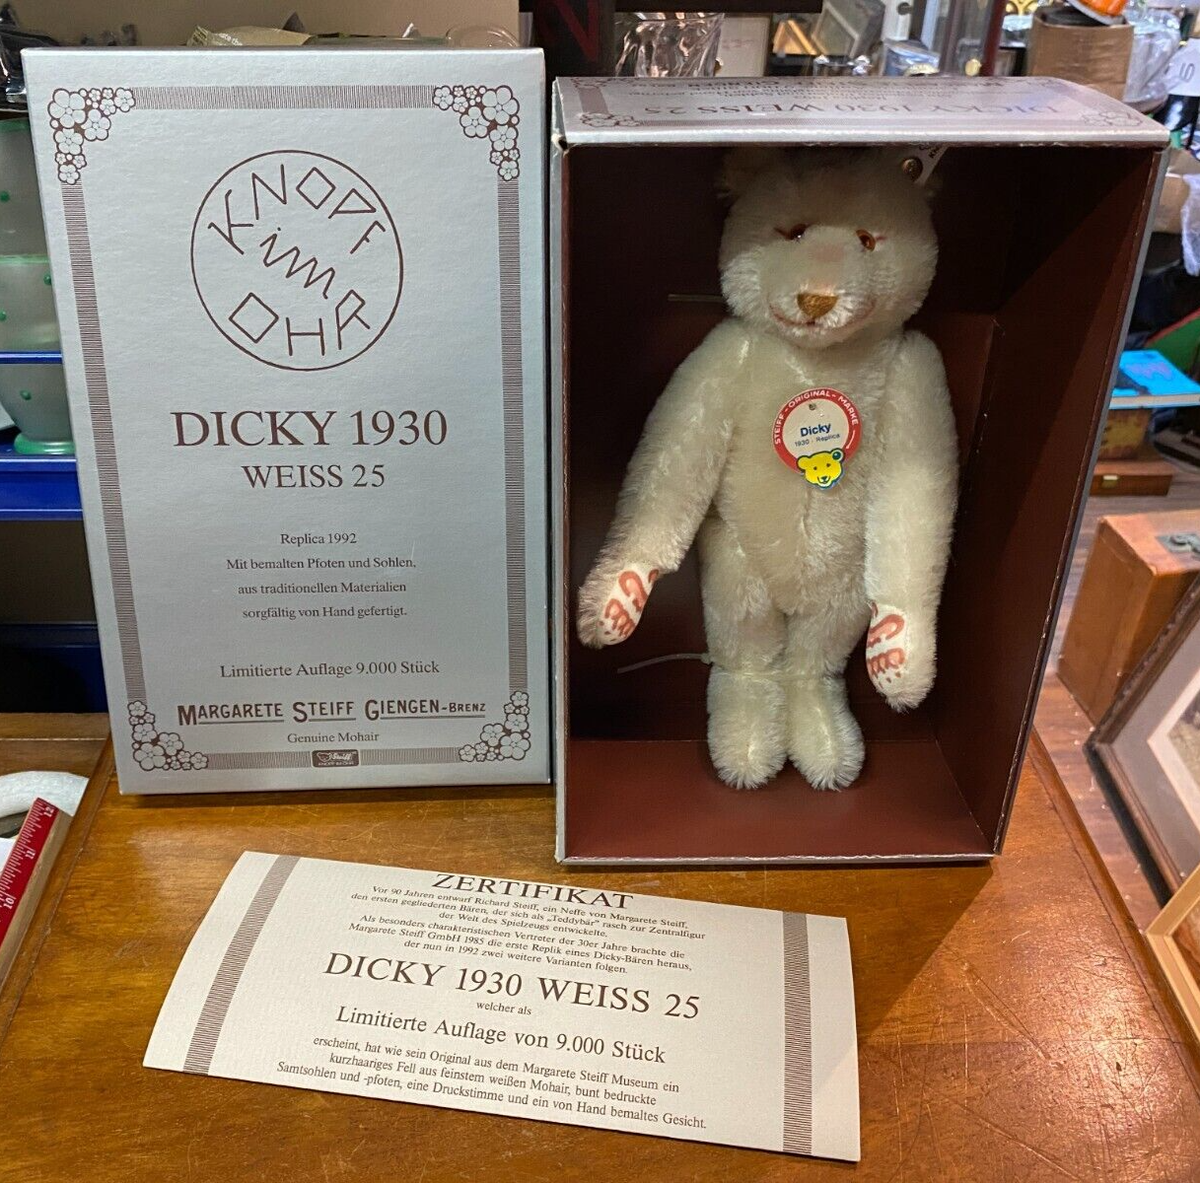 KNOPF
im
OHR
DICKY 1930
WEISS 25
Replica 1992
Mit bemalten Pfoten und Sohlen,
aus traditionellen Materialien
sorgfältig von Hand gefertigt.
Limitierte Auflage 9.000 Stück
MARGARETE STEIFF GIENGEN-BRENZ
Genuine Mohair
Steiff
KNOPF IM OHR
DICKY 1930 WEISS 25
STEIFF - ORIGINAL - MARKE
Dicky
1930 - Replica
ZERTIFIKAT
Vor 90 Jahren entwarf Richard Steiff, ein Neffe von Margarete Steiff,
den ersten gegliederten Bären, der sich als „Teddybär" rasch zur Zentralfigur
der Welt des Spielzeugs entwickelte.
Als besonders charakteristischen Vertreter der 30er Jahre brachte die
Margarete Steiff GmbH 1985 die erste Replik eines Dicky-Bären heraus,
der nun in 1992 zwei weitere Varianten folgen.
DICKY 1930 WEISS 25
welcher als
Limitierte Auflage von 9.000 Stück
erscheint, hat wie sein Original aus dem Margarete Steiff Museum ein
kurzhaariges Fell aus feinstem weißen Mohair, bunt bedruckte
Samtsohlen und -pfoten, eine Druckstimme und ein von Hand bemaltes Gesicht.